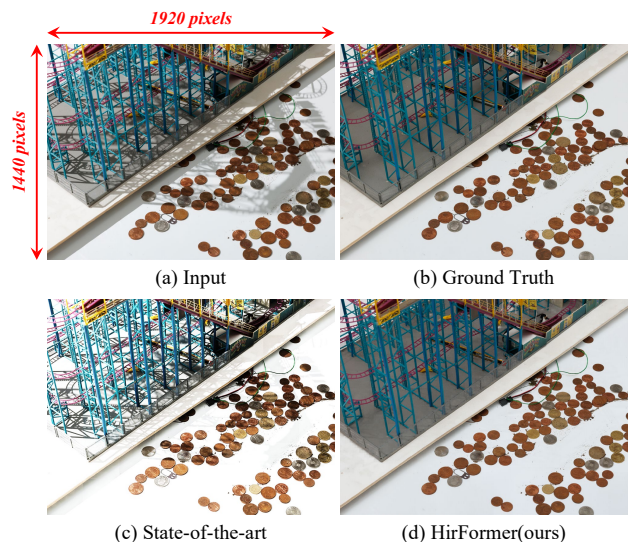 1920 pixels
1440 pixels
(a) Input
(b) Ground Truth
(c) State-of-the-art
(d) HirFormer(ours)